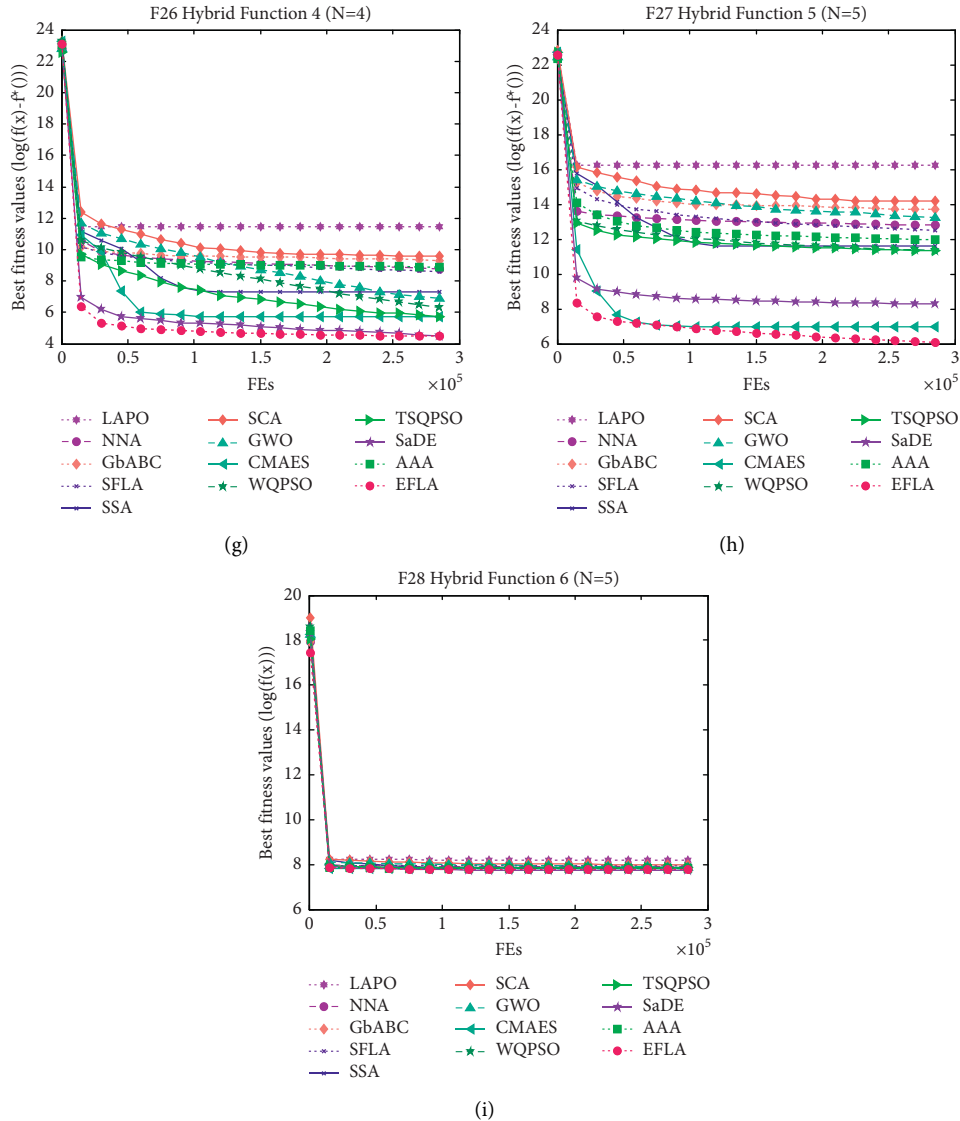 F26 Hybrid Function 4 (N=4)
24
22
20
18
16
14
12
10
8
6
4
Best fitness values (log(f(x)-f*()))
0
0.5
1
1.5
2
2.5
3
FEs
×10⁵
LAPO
NNA
GbABC
SFLA
SSA
SCA
GWO
CMAES
WQPSO
TSQPSO
SaDE
AAA
EFLA
(g)
F27 Hybrid Function 5 (N=5)
24
22
20
18
16
14
12
10
8
6
Best fitness values (log(f(x)-f*()))
0
0.5
1
1.5
2
2.5
3
FEs
×10⁵
LAPO
NNA
GbABC
SFLA
SSA
SCA
GWO
CMAES
WQPSO
TSQPSO
SaDE
AAA
EFLA
(h)
F28 Hybrid Function 6 (N=5)
20
18
16
14
12
10
8
6
Best fitness values (log(f(x)))
0
0.5
1
1.5
2
2.5
3
FEs
×10⁵
LAPO
NNA
GbABC
SFLA
SSA
SCA
GWO
CMAES
WQPSO
TSQPSO
SaDE
AAA
EFLA
(i)